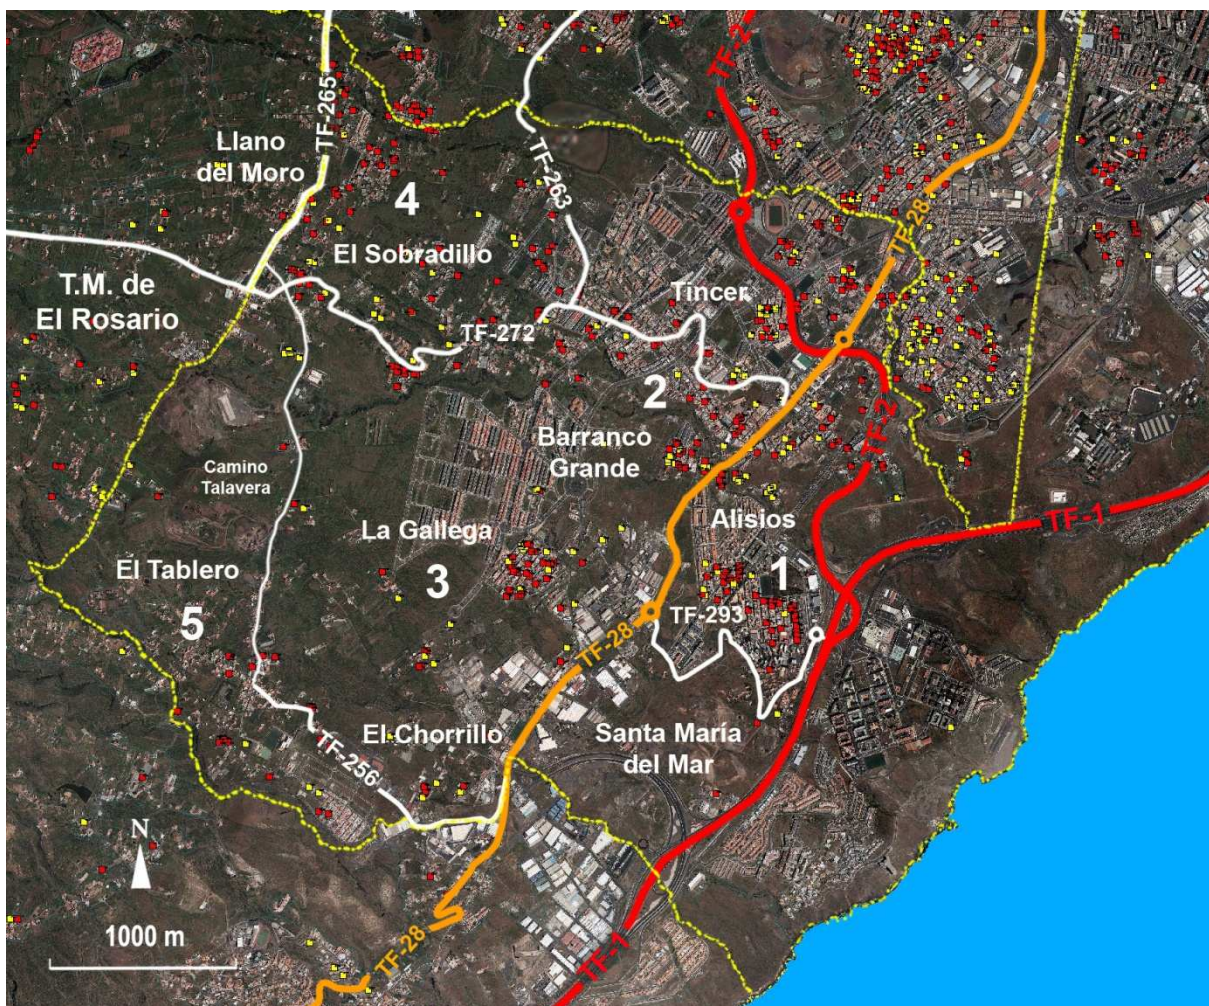 TF-2
TF-265
Llano
del Moro
TF-263
4
TF-28
El Sobradillo
T.M. de
El Rosario
Tincer
TF-272
2
TF-2
Barranco
Grande
Camino
Talavera
TF-1
Alisios
La Gallega
El Tablero
3
1
5
TF-293
TF-28
El Chorrillo
Santa María
del Mar
TF-256
N
1000 m
TF-28
TF-1